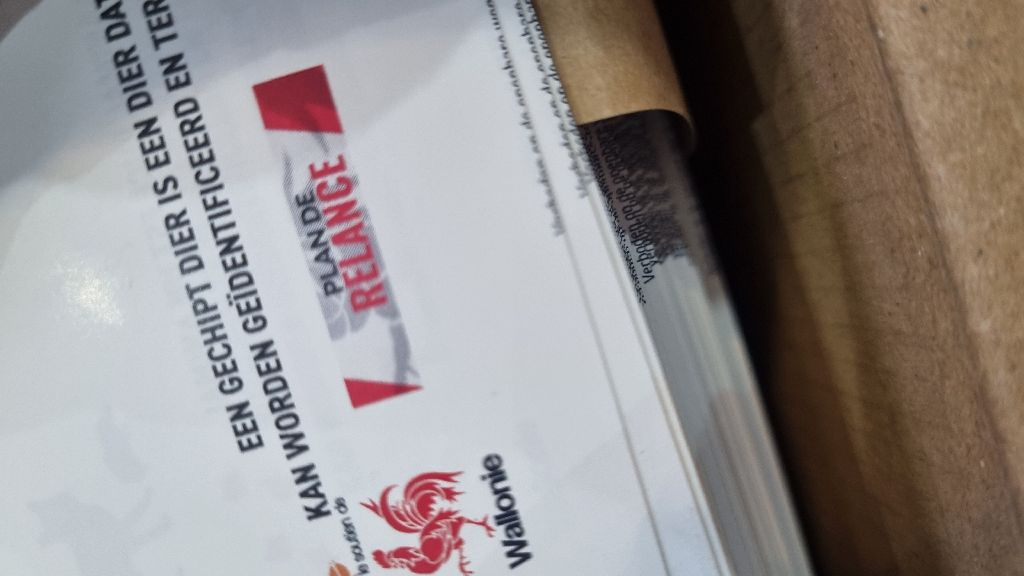 EEN GECHIPT DIER IS EEN DIER DAT
KAN WORDEN GEÏDENTIFICEERD EN TER
PLAN DE
RELANCE
le soutien de
Wallonie